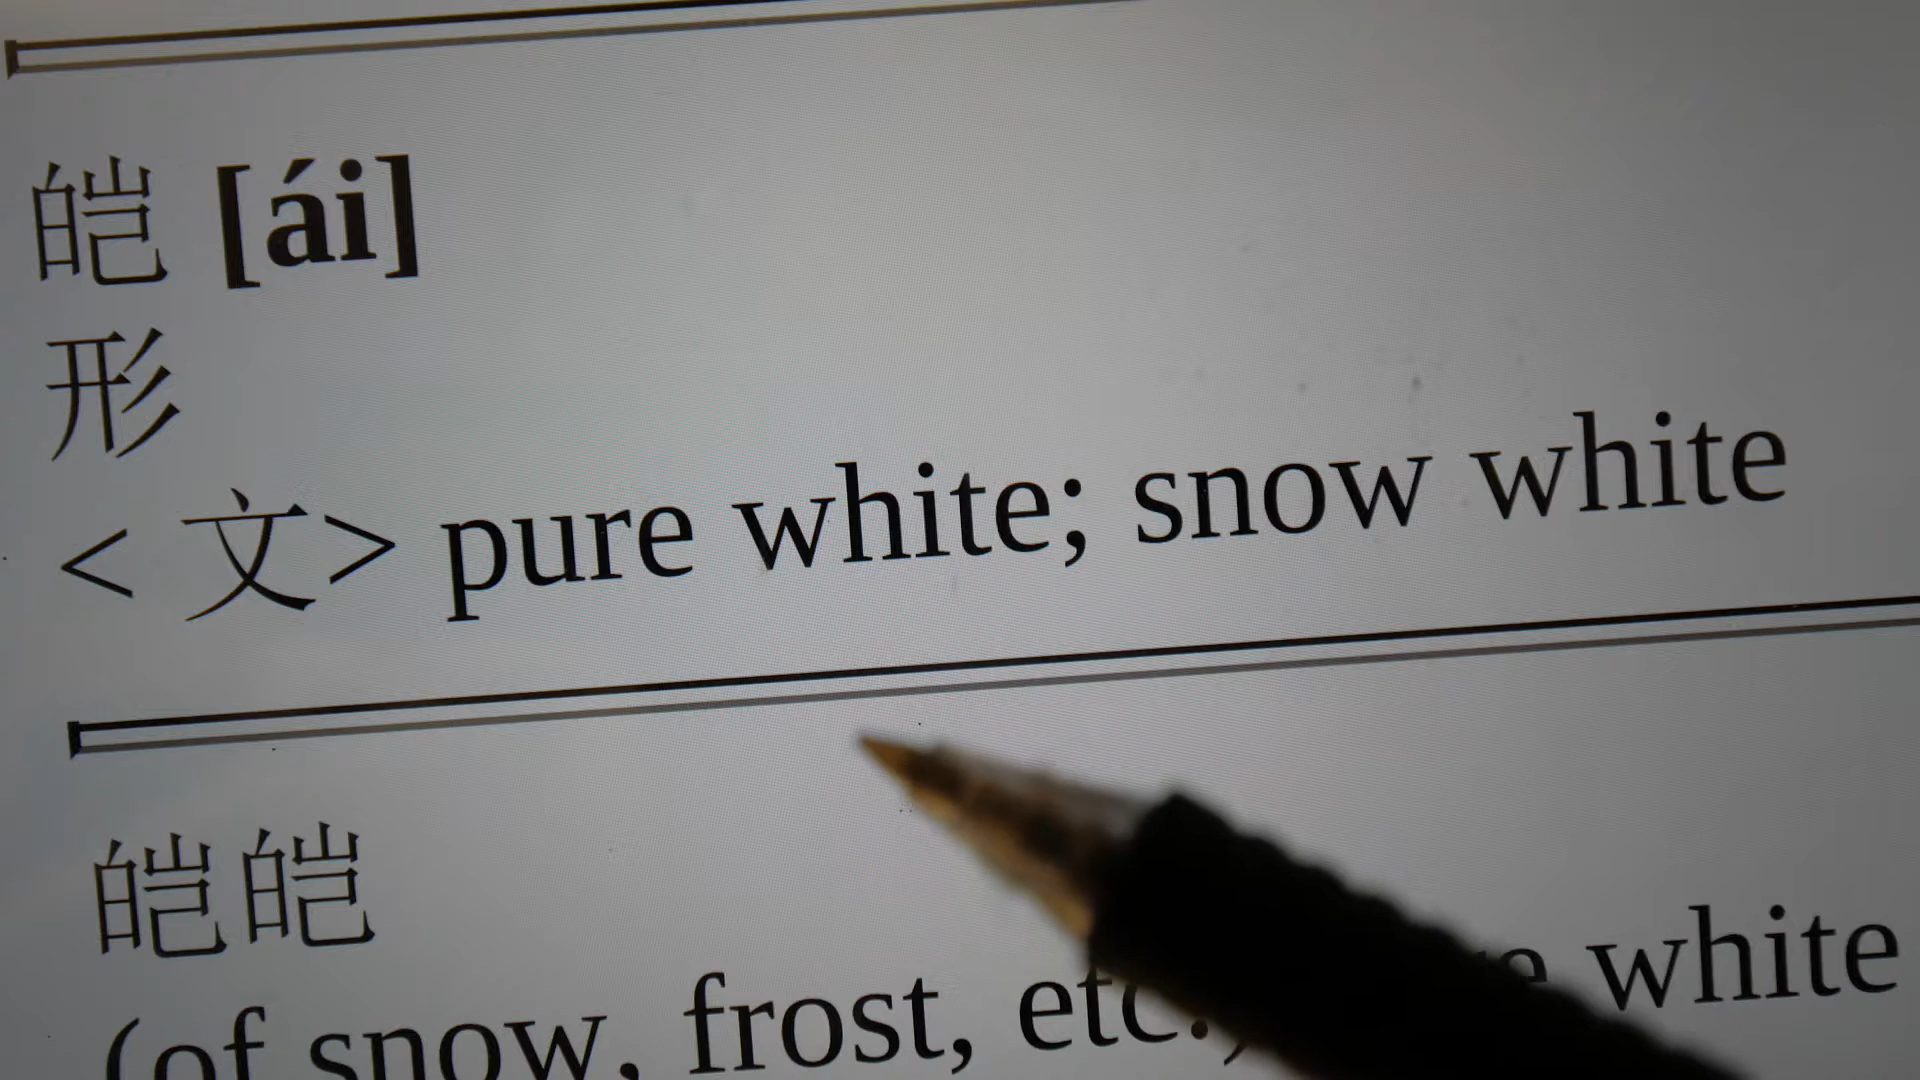 皑 [ái]
形
< 文> pure white; snow white
皑皑
(of snow, frost, etc. white